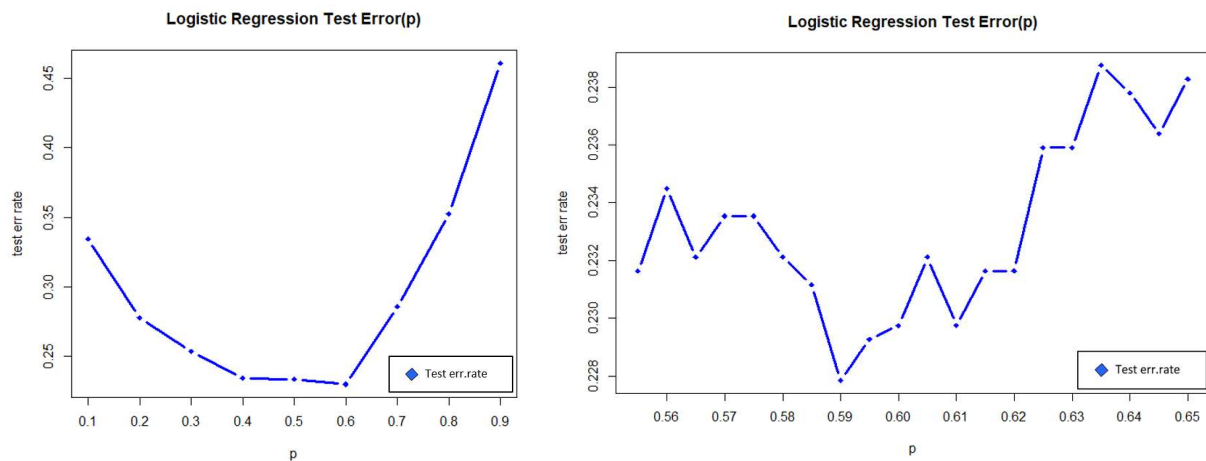 Logistic Regression Test Error(p)
test err rate
0.45
0.40
0.35
0.30
0.25
Test err.rate
0.1 0.2 0.3 0.4 0.5 0.6 0.7 0.8 0.9
p
Logistic Regression Test Error(p)
test err rate
0.238
0.236
0.234
0.232
0.230
0.228
Test err.rate
0.56 0.57 0.58 0.59 0.60 0.61 0.62 0.63 0.64 0.65
p